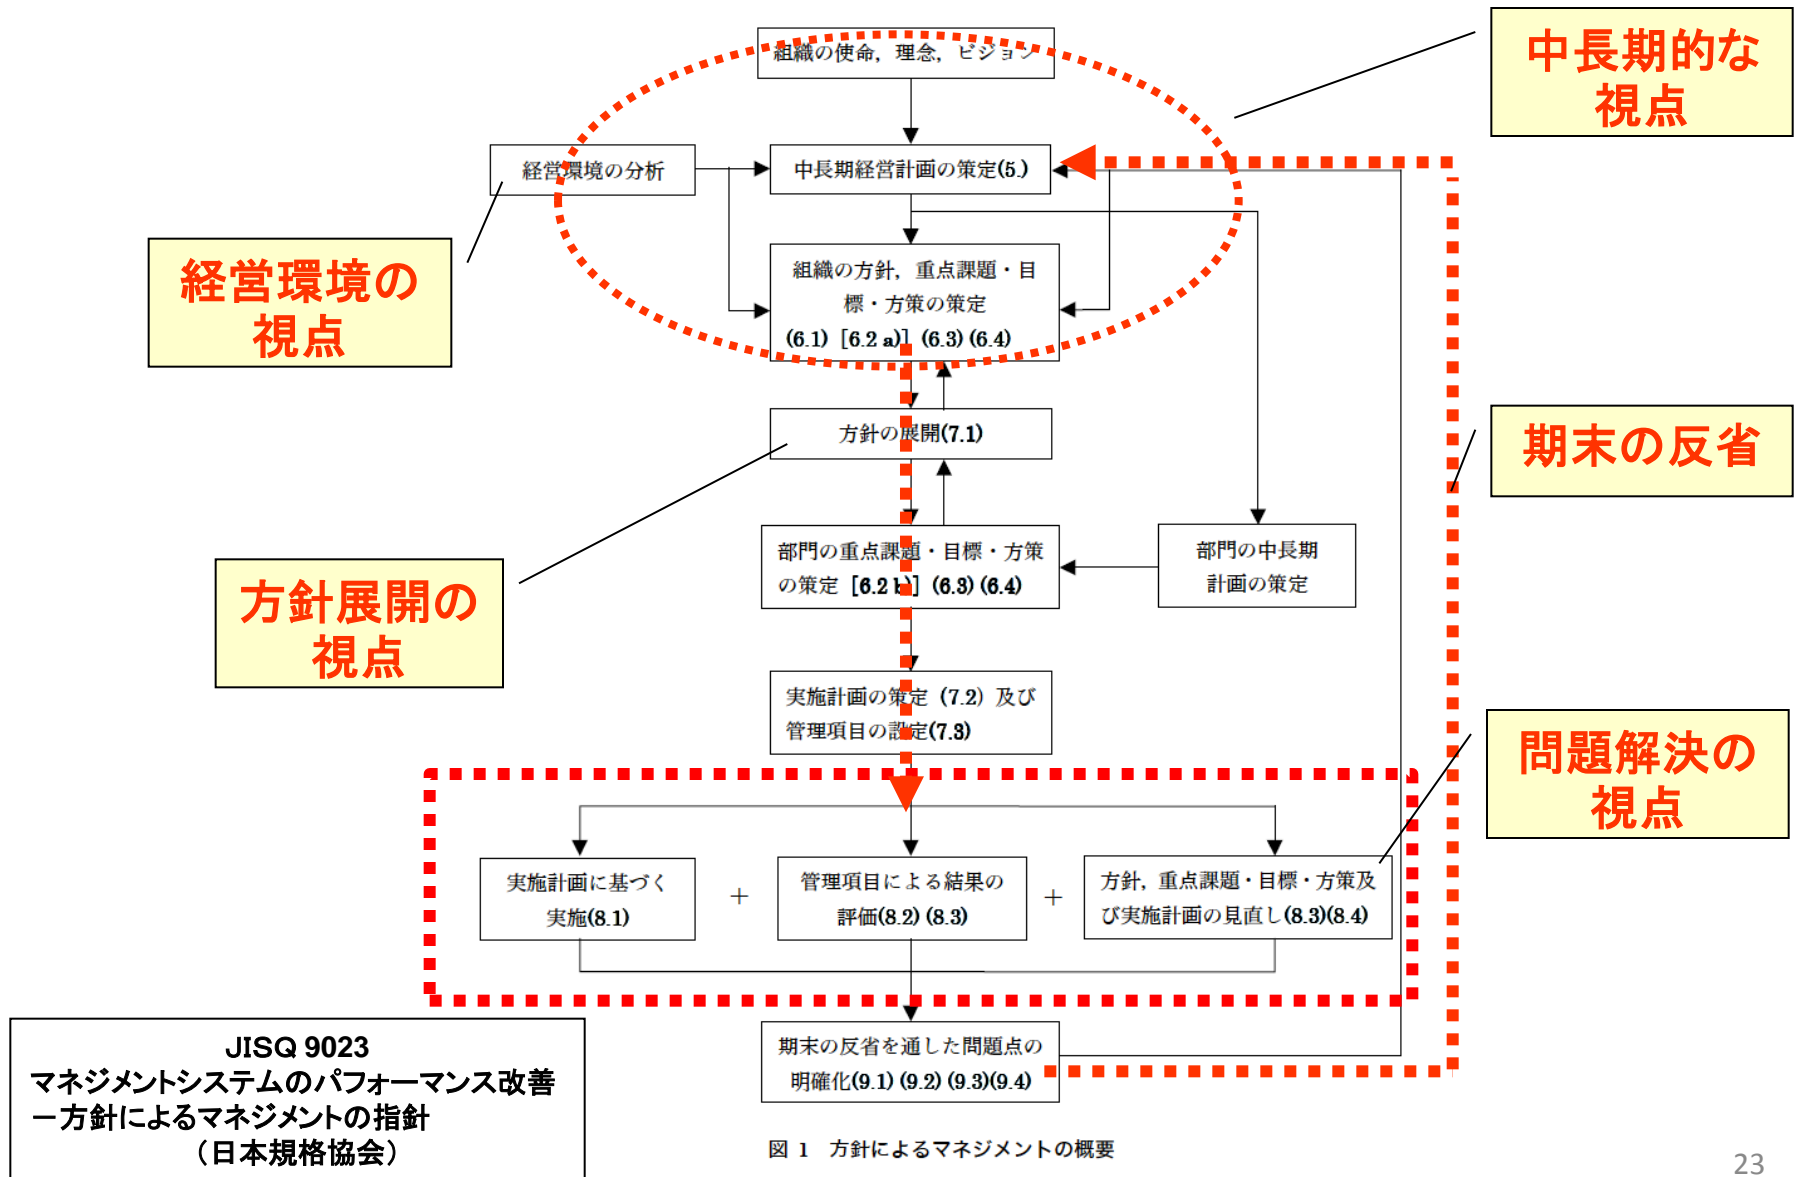 組織の使命，理念，ビジョン
中長期的な
視点
経営環境の分析
中長期経営計画の策定(5.)
経営環境の
視点
組織の方針，重点課題・目
標・方策の策定
(6.1) [6.2 a)] (6.3) (6.4)
方針の展開(7.1)
期末の反省
部門の重点課題・目標・方策
の策定 [6.2 b)] (6.3) (6.4)
部門の中長期
計画の策定
方針展開の
視点
実施計画の策定 (7.2) 及び
管理項目の設定(7.3)
問題解決の
視点
実施計画に基づく
実施(8.1)
＋
管理項目による結果の
評価(8.2) (8.3)
＋
方針，重点課題・目標・方策及
び実施計画の見直し(8.3)(8.4)
期末の反省を通した問題点の
明確化(9.1) (9.2) (9.3)(9.4)
JISQ 9023
マネジメントシステムのパフォーマンス改善
－方針によるマネジメントの指針
（日本規格協会）
図 1　方針によるマネジメントの概要
23